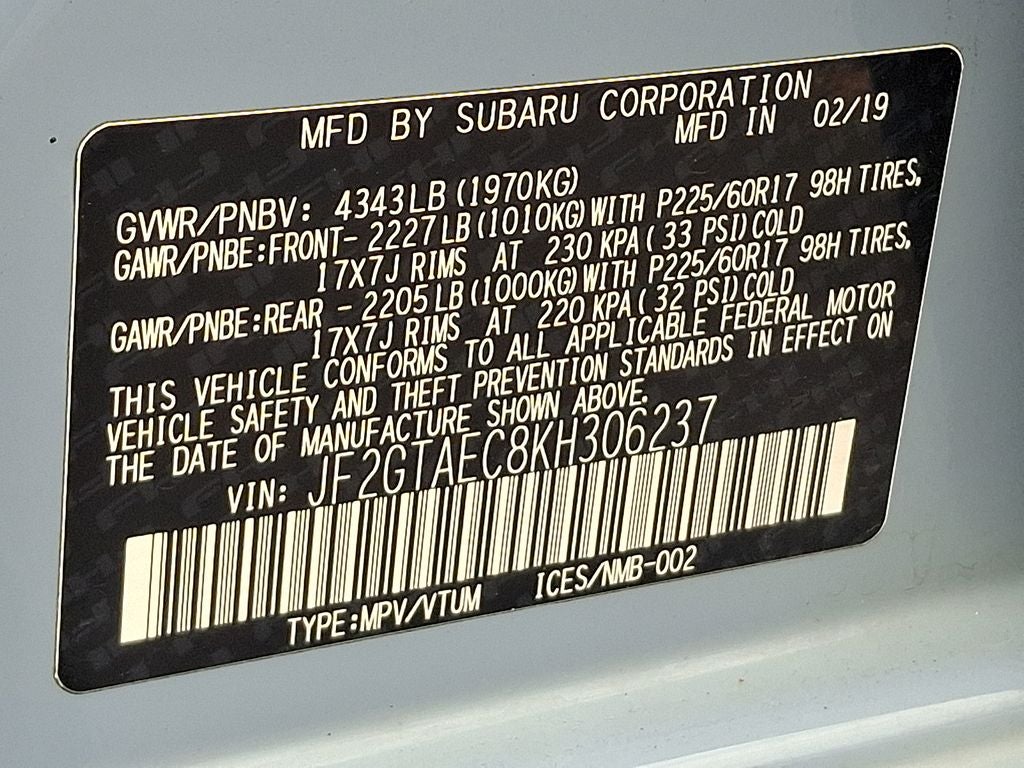 MFD BY SUBARU CORPORATION
MFD IN 02/19
GVWR/PNBV: 4343LB (1970KG)
GAWR/PNBE:FRONT- 2227LB(1010KG)WITH P225/60R17 98H TIRES,
17X7J RIMS AT 230 KPA( 33 PSI)COLD
GAWR/PNBE:REAR - 2205LB(1000KG)WITH P225/60R17 98H TIRES.
17X7J RIMS AT 220 KPA( 32 PSI)COLD
THIS VEHICLE CONFORMS TO ALL APPLICABLE FEDERAL MOTOR
VEHICLE SAFETY AND THEFT PREVENTION STANDARDS IN EFFECT ON
THE DATE OF MANUFACTURE SHOWN ABOVE.
VIN: JF2GTAEC8KH306237
TYPE:MPV/VTUM ICES/NMB-002